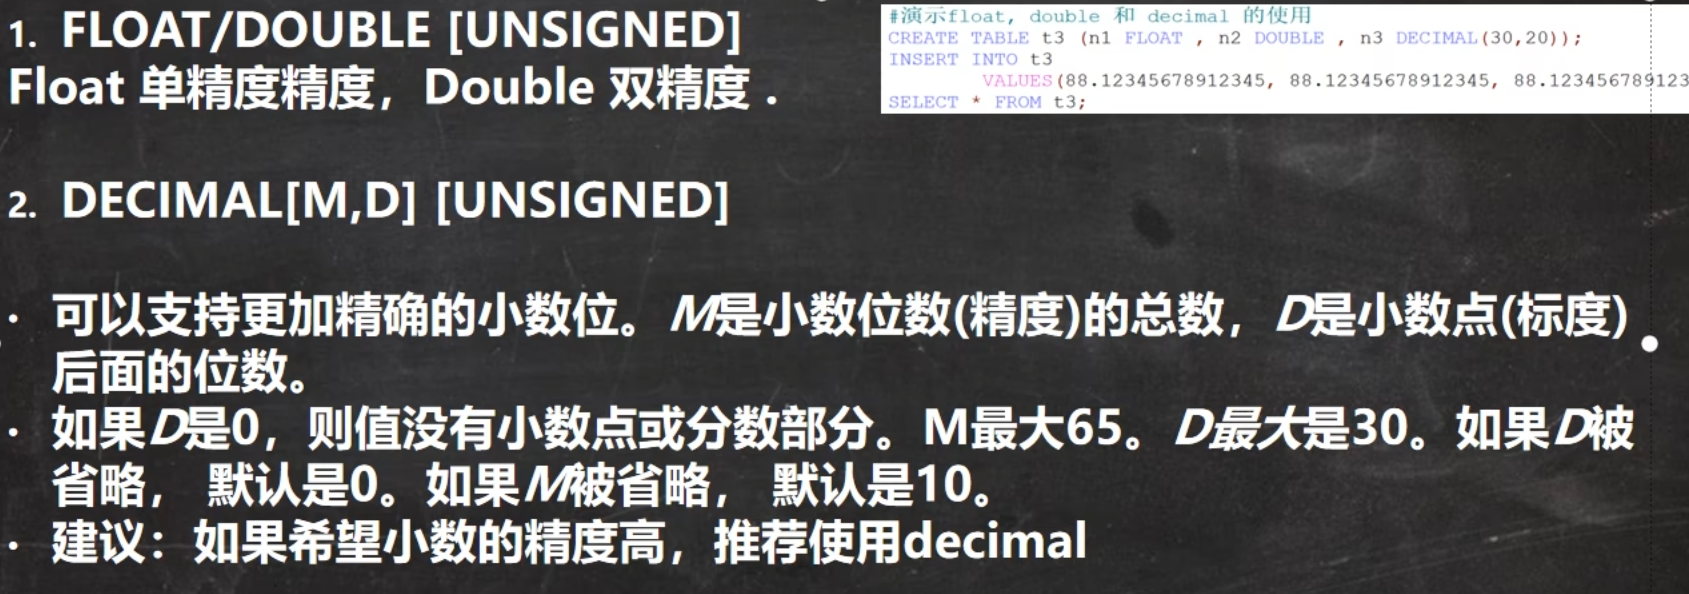 1. FLOAT/DOUBLE [UNSIGNED]
Float 单精度精度，Double 双精度 .
#演示float, double 和 decimal 的使用
CREATE TABLE t3 (n1 FLOAT , n2 DOUBLE , n3 DECIMAL(30,20));
INSERT INTO t3
VALUES(88.12345678912345, 88.12345678912345, 88.123456789123
SELECT * FROM t3;
2. DECIMAL[M,D] [UNSIGNED]
· 可以支持更加精确的小数位。M是小数位数(精度)的总数，D是小数点(标度)
后面的位数。
· 如果D是0，则值没有小数点或分数部分。M最大65。D最大是30。如果D被
省略， 默认是0。如果M被省略， 默认是10。
· 建议：如果希望小数的精度高，推荐使用decimal